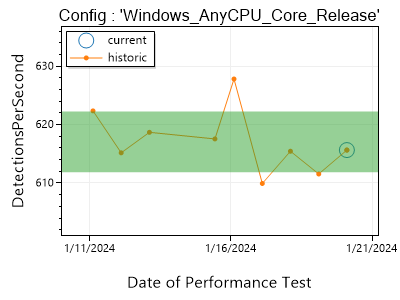 Config : 'Windows_AnyCPU_Core_Release'
current
historic
DetectionsPerSecond
630
620
610
1/11/2024
1/16/2024
1/21/2024
Date of Performance Test